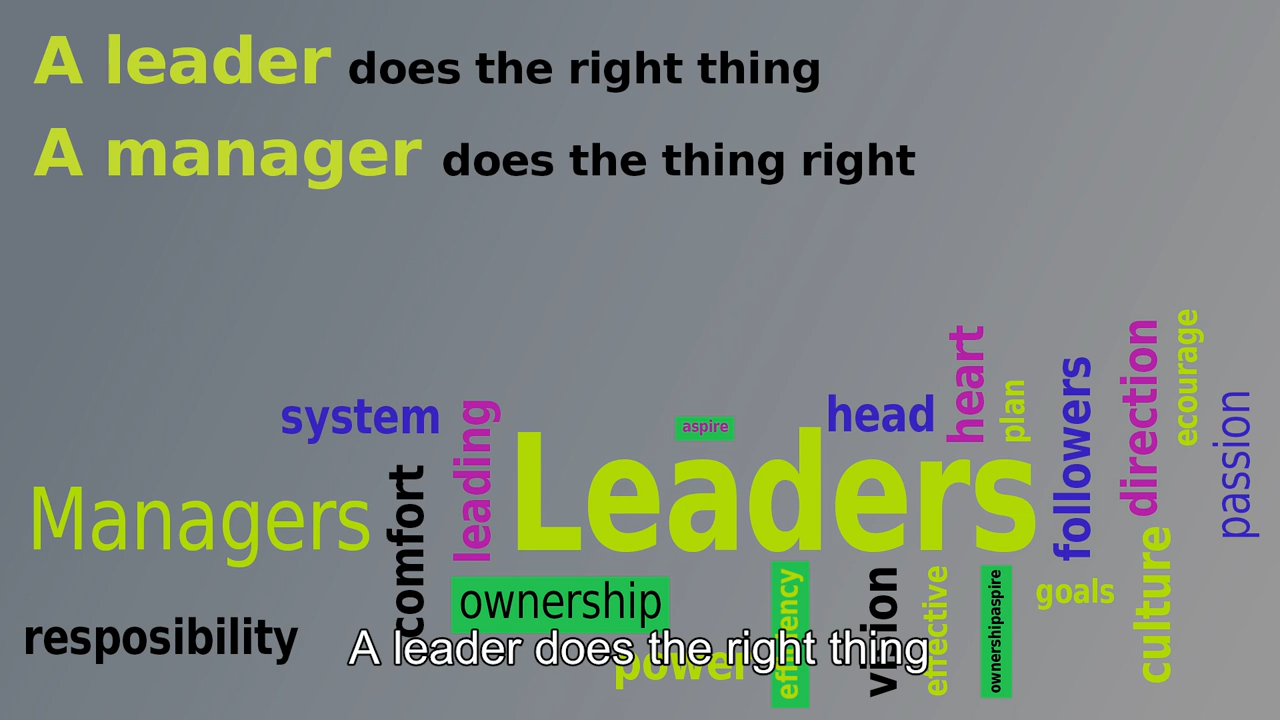 A leader does the right thing
A manager does the thing right
ecourage
heart
direction
followers
plan
passion
system
leading
aspire
head
Leaders
Managers
comfort
culture
ownership
efficiency
vision
effective
ownershipaspire
goals
resposibility
power
A leader does the right thing